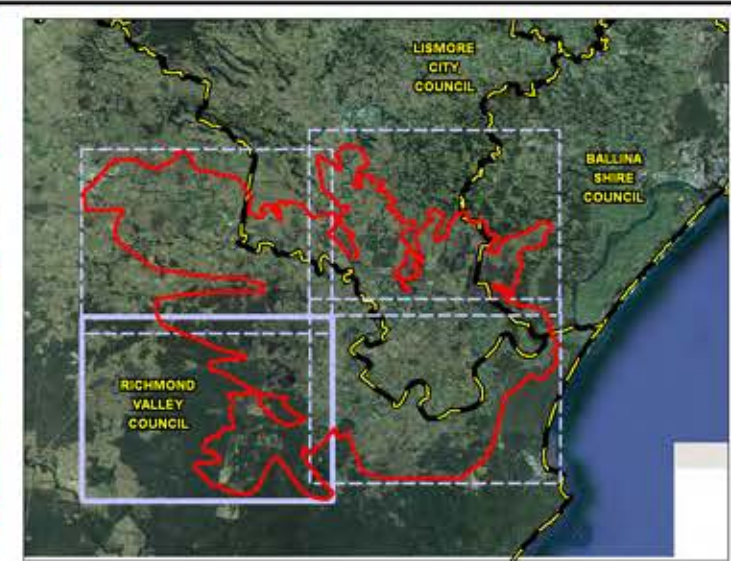 LISMORE
CITY
COUNCIL
BALLINA
SHIRE
COUNCIL
RICHMOND
VALLEY
COUNCIL